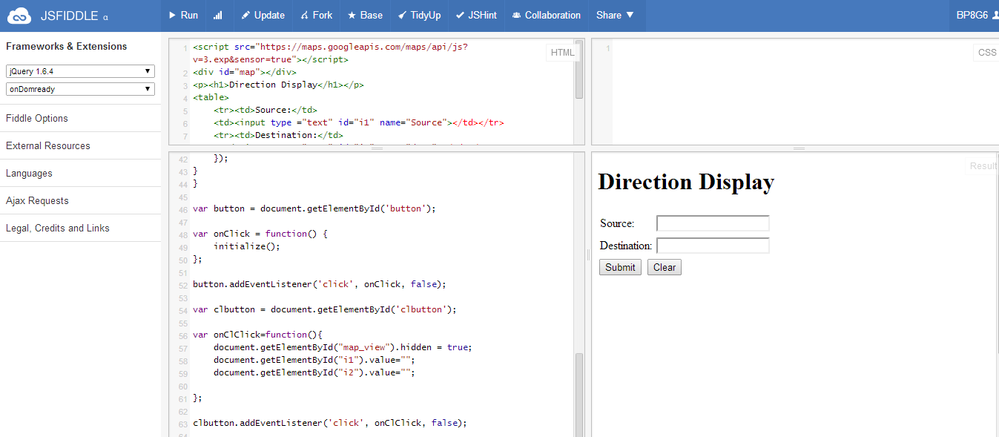 JSFIDDLE α
Run
Update
Fork
Base
TidyUp
JSHint
Collaboration
Share ▼
BP8G6
Frameworks & Extensions
jQuery 1.6.4
onDomready
Fiddle Options
External Resources
Languages
Ajax Requests
Legal, Credits and Links
HTML
1 <script src="https://maps.googleapis.com/maps/api/js?
v=3.exp&sensor=true"></script>
2 <div id="map"></div>
3 <p><h1>Direction Display</h1></p>
4 <table>
5 <tr><td>Source:</td>
6 <td><input type ="text" id="i1" name="Source"></td></tr>
7 <tr><td>Destination:</td>
CSS
1
42 });
43 }
44 }
45
46 var button = document.getElementById('button');
47
48 var onClick = function() {
49 initialize();
50 };
51
52 button.addEventListener('click', onClick, false);
53
54 var clbutton = document.getElementById('clbutton');
55
56 var onClClick=function(){
57 document.getElementById("map_view").hidden = true;
58 document.getElementById("i1").value="";
59 document.getElementById("i2").value="";
60
61 };
62
63 clbutton.addEventListener('click', onClClick, false);
Result
Direction Display
Source:
Destination:
Submit Clear